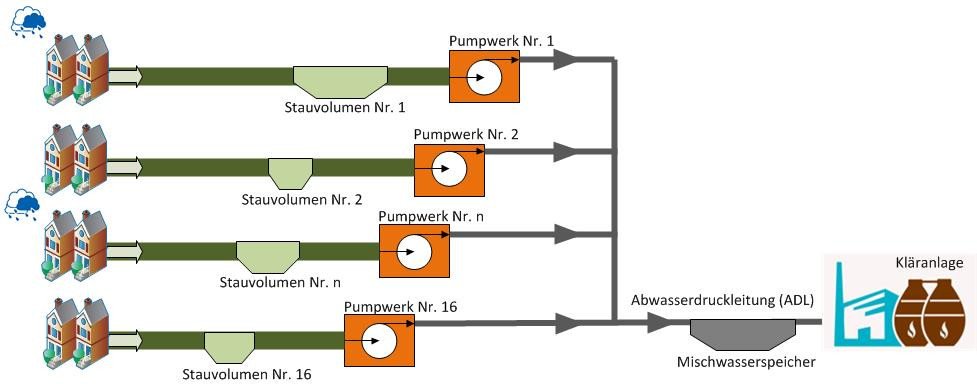 Pumpwerk Nr. 1
Stauvolumen Nr. 1
Pumpwerk Nr. 2
Stauvolumen Nr. 2
Pumpwerk Nr. n
Stauvolumen Nr. n
Kläranlage
Pumpwerk Nr. 16
Abwasserdruckleitung (ADL)
Mischwasserspeicher
Stauvolumen Nr. 16